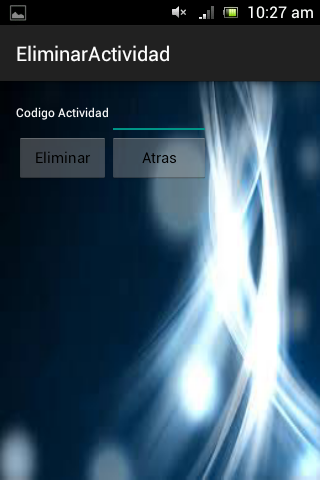 10:27 am
EliminarActividad
Codigo Actividad
Eliminar Atras